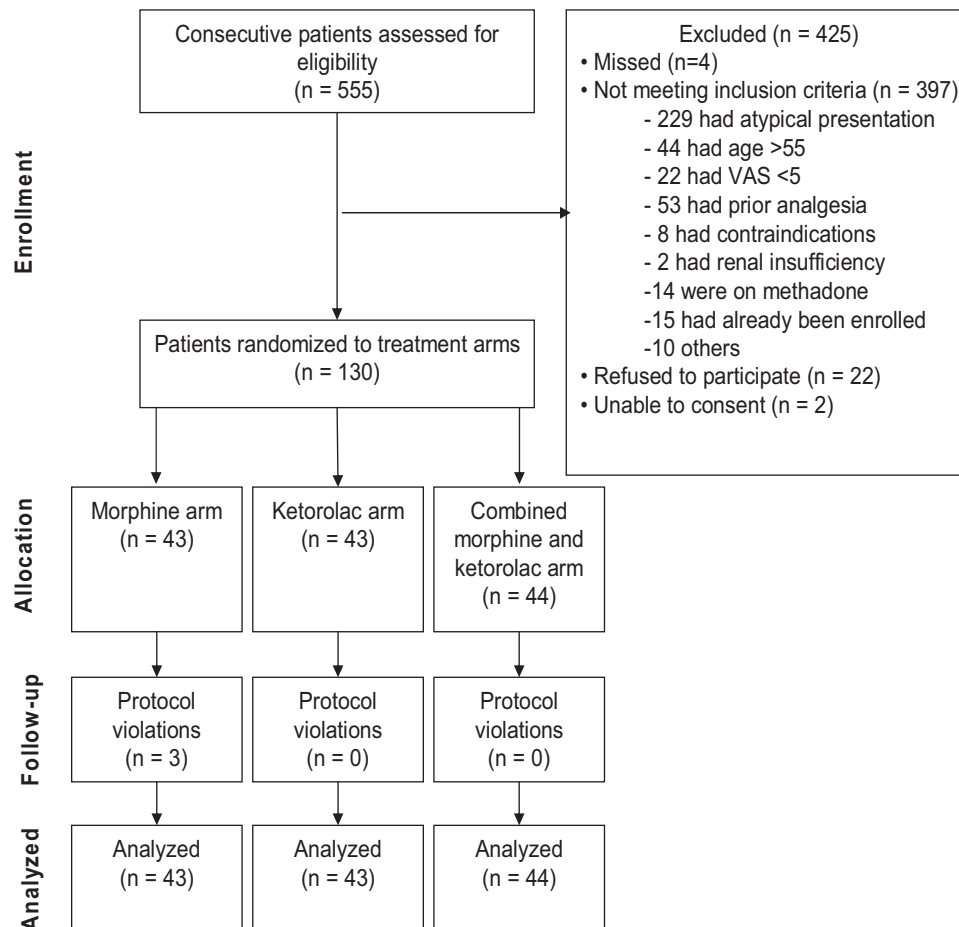 Enrollment
Consecutive patients assessed for
eligibility
(n = 555)
Excluded (n = 425)
• Missed (n=4)
• Not meeting inclusion criteria (n = 397)
- 229 had atypical presentation
- 44 had age >55
- 22 had VAS <5
- 53 had prior analgesia
- 8 had contraindications
- 2 had renal insufficiency
-14 were on methadone
-15 had already been enrolled
-10 others
• Refused to participate (n = 22)
• Unable to consent (n = 2)
Patients randomized to treatment arms
(n = 130)
Allocation
Morphine arm
(n = 43)
Ketorolac arm
(n = 43)
Combined
morphine and
ketorolac arm
(n = 44)
Follow-up
Protocol
violations
(n = 3)
Protocol
violations
(n = 0)
Protocol
violations
(n = 0)
Analyzed
Analyzed
(n = 43)
Analyzed
(n = 43)
Analyzed
(n = 44)